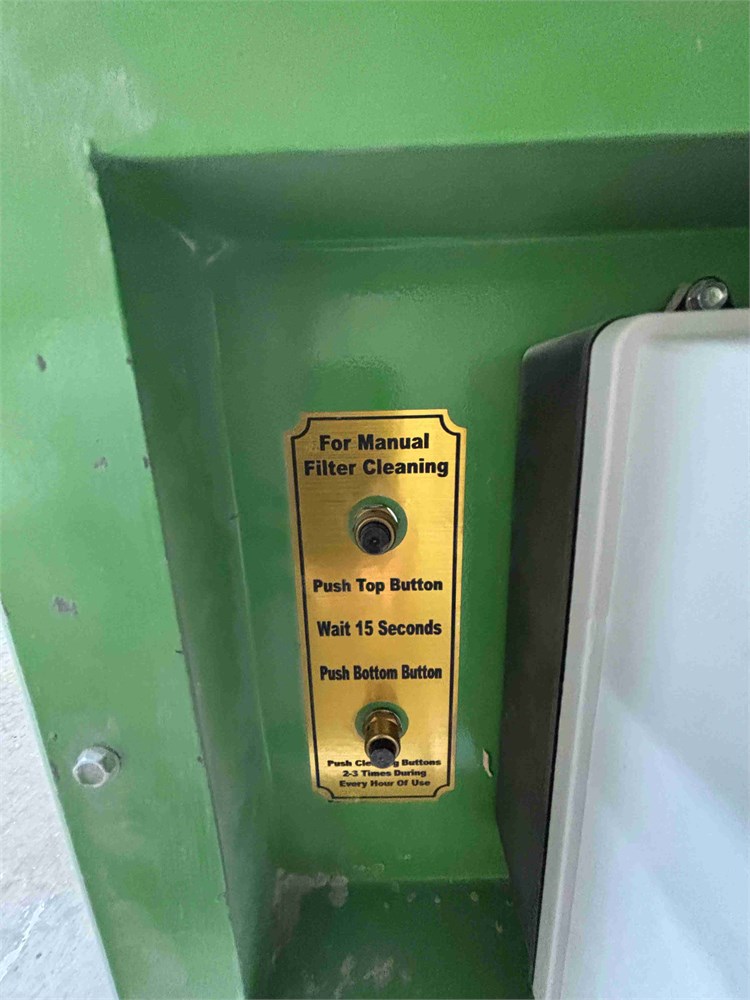 For Manual
Filter Cleaning
Push Top Button
Wait 15 Seconds
Push Bottom Button
Push Buttons
2-3 Times During
Every Hour Of Use